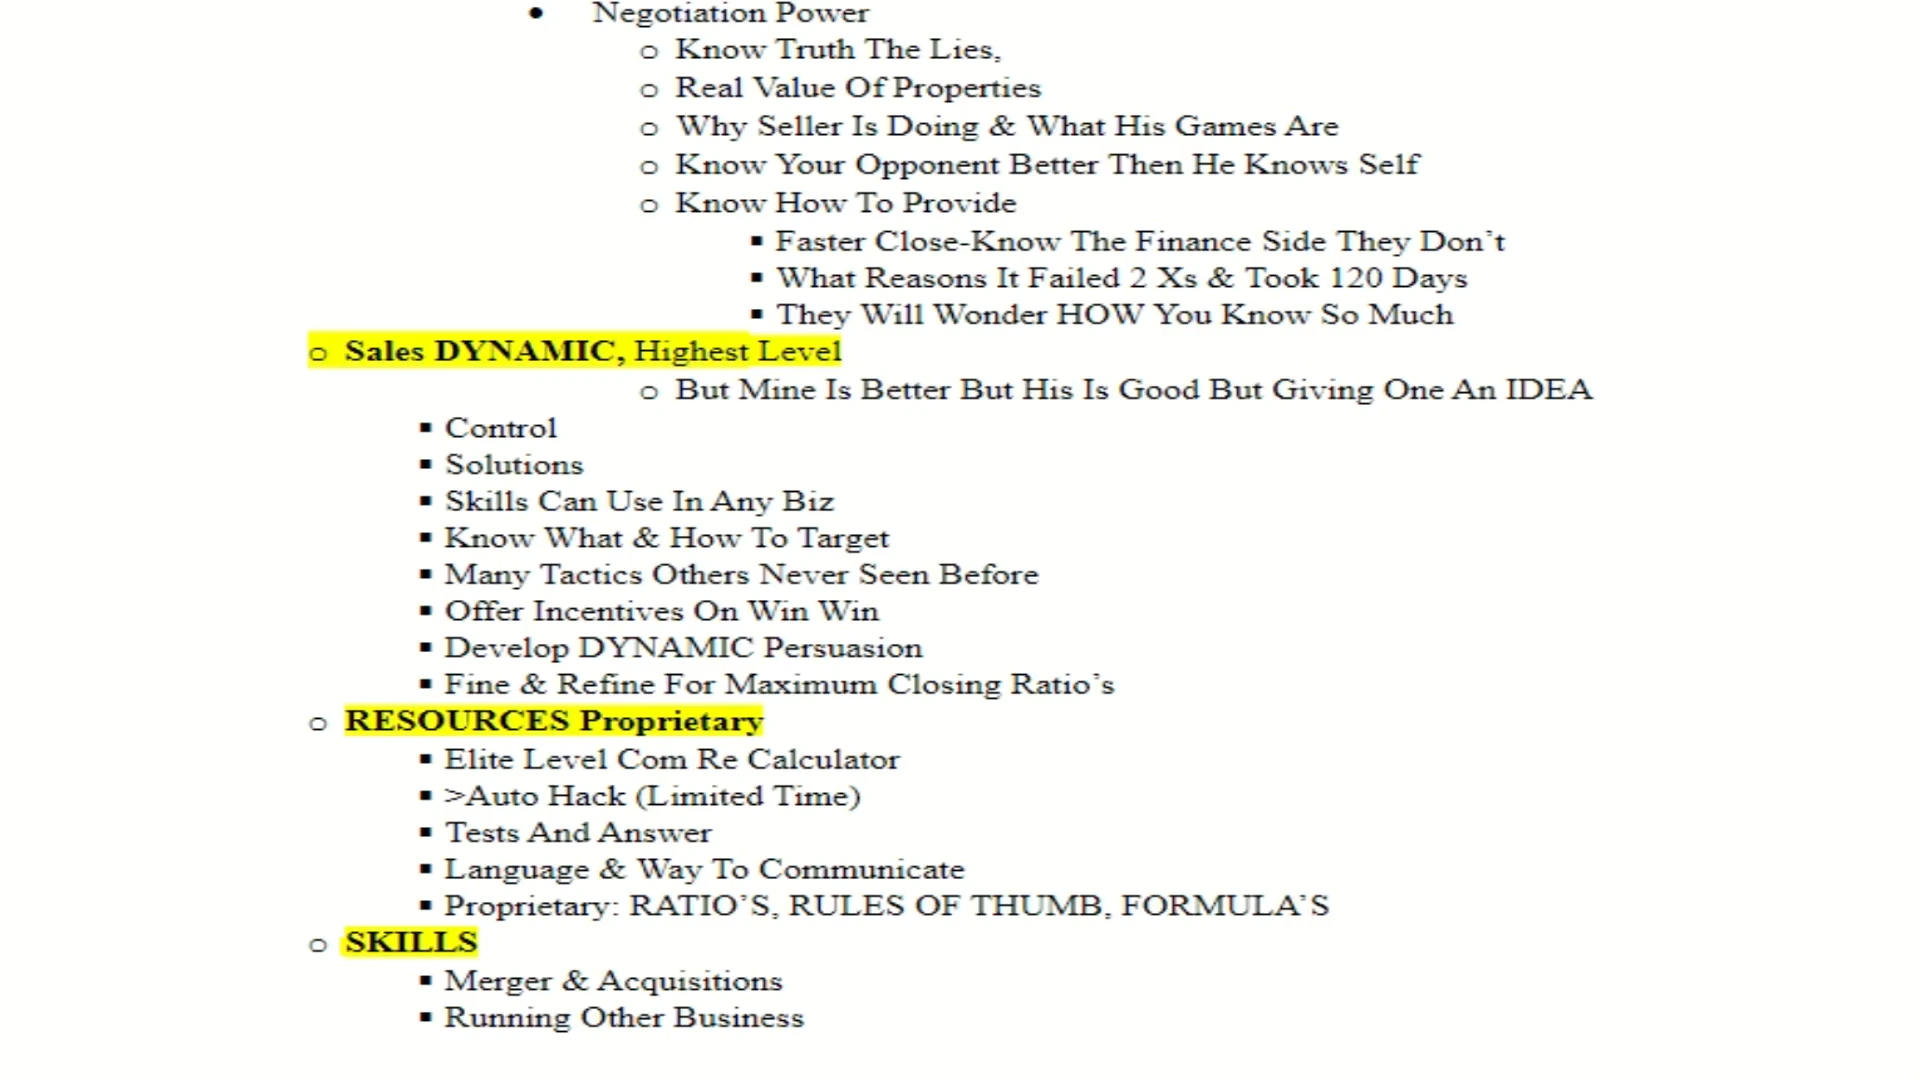 • Negotiation Power
o Know Truth The Lies,
o Real Value Of Properties
o Why Seller Is Doing & What His Games Are
o Know Your Opponent Better Then He Knows Self
o Know How To Provide
▪ Faster Close-Know The Finance Side They Don’t
▪ What Reasons It Failed 2 Xs & Took 120 Days
▪ They Will Wonder HOW You Know So Much
o Sales DYNAMIC, Highest Level
o But Mine Is Better But His Is Good But Giving One An IDEA
▪ Control
▪ Solutions
▪ Skills Can Use In Any Biz
▪ Know What & How To Target
▪ Many Tactics Others Never Seen Before
▪ Offer Incentives On Win Win
▪ Develop DYNAMIC Persuasion
▪ Fine & Refine For Maximum Closing Ratio’s
o RESOURCES Proprietary
▪ Elite Level Com Re Calculator
▪ >Auto Hack (Limited Time)
▪ Tests And Answer
▪ Language & Way To Communicate
▪ Proprietary: RATIO’S, RULES OF THUMB, FORMULA’S
o SKILLS
▪ Merger & Acquisitions
▪ Running Other Business